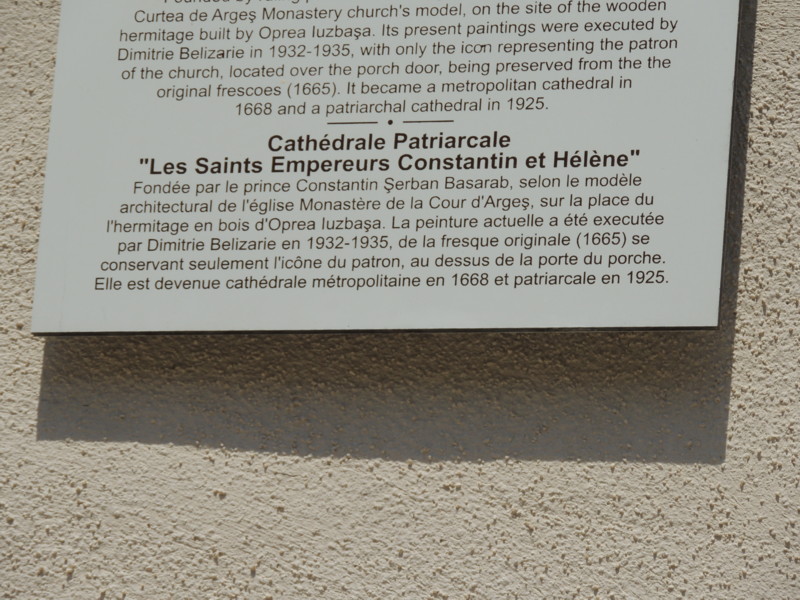 Curtea de Argeş Monastery church's model, on the site of the wooden
hermitage built by Oprea Iuzbaşa. Its present paintings were executed by
Dimitrie Belizarie in 1932-1935, with only the icon representing the patron
of the church, located over the porch door, being preserved from the the
original frescoes (1665). It became a metropolitan cathedral in
1668 and a patriarchal cathedral in 1925.
Cathédrale Patriarcale
"Les Saints Empereurs Constantin et Hélène"
Fondée par le prince Constantin Şerban Basarab, selon le modèle
architectural de l'église Monastère de la Cour d'Argeş, sur la place du
l'hermitage en bois d'Oprea Iuzbaşa. La peinture actuelle a été executée
par Dimitrie Belizarie en 1932-1935, de la fresque originale (1665) se
conservant seulement l'icône du patron, au dessus de la porte du porche.
Elle est devenue cathédrale métropolitaine en 1668 et patriarcale en 1925.